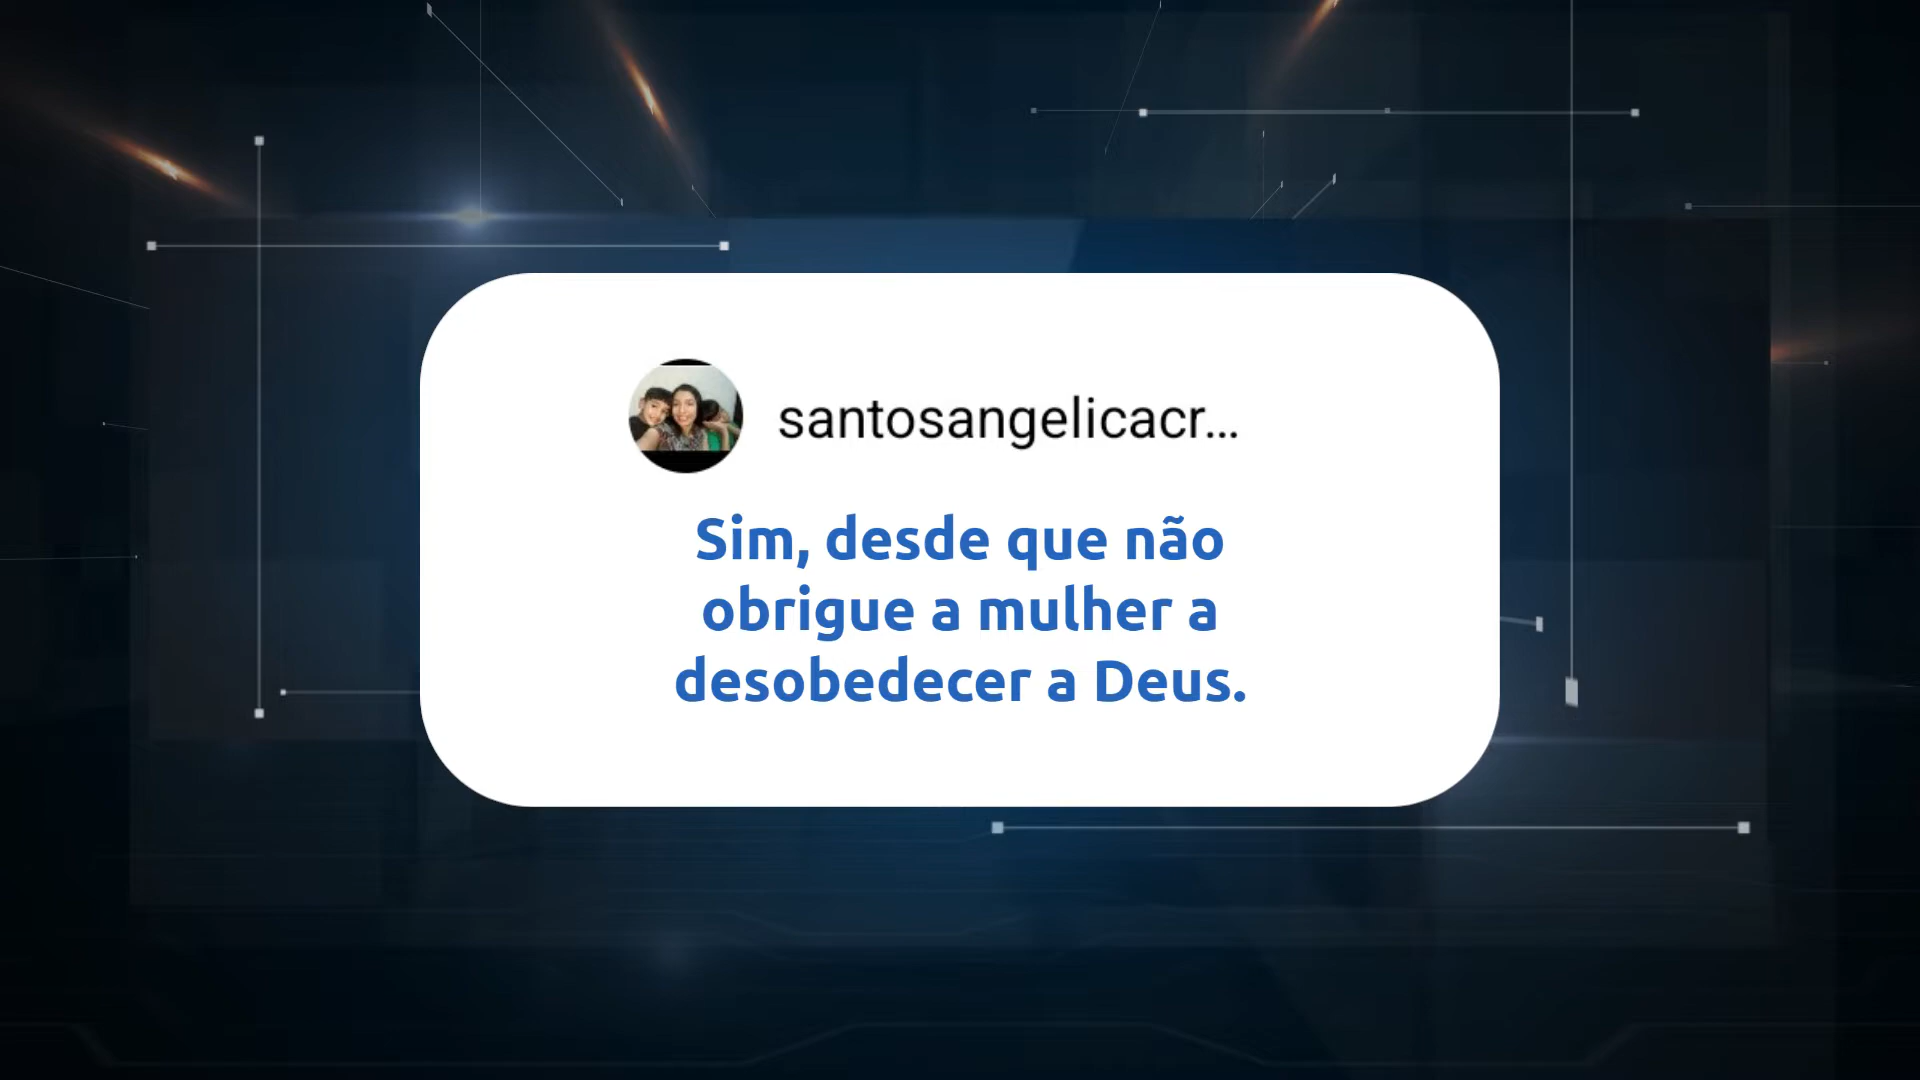 santosangelicacr...
Sim, desde que não
obrigue a mulher a
desobedecer a Deus.